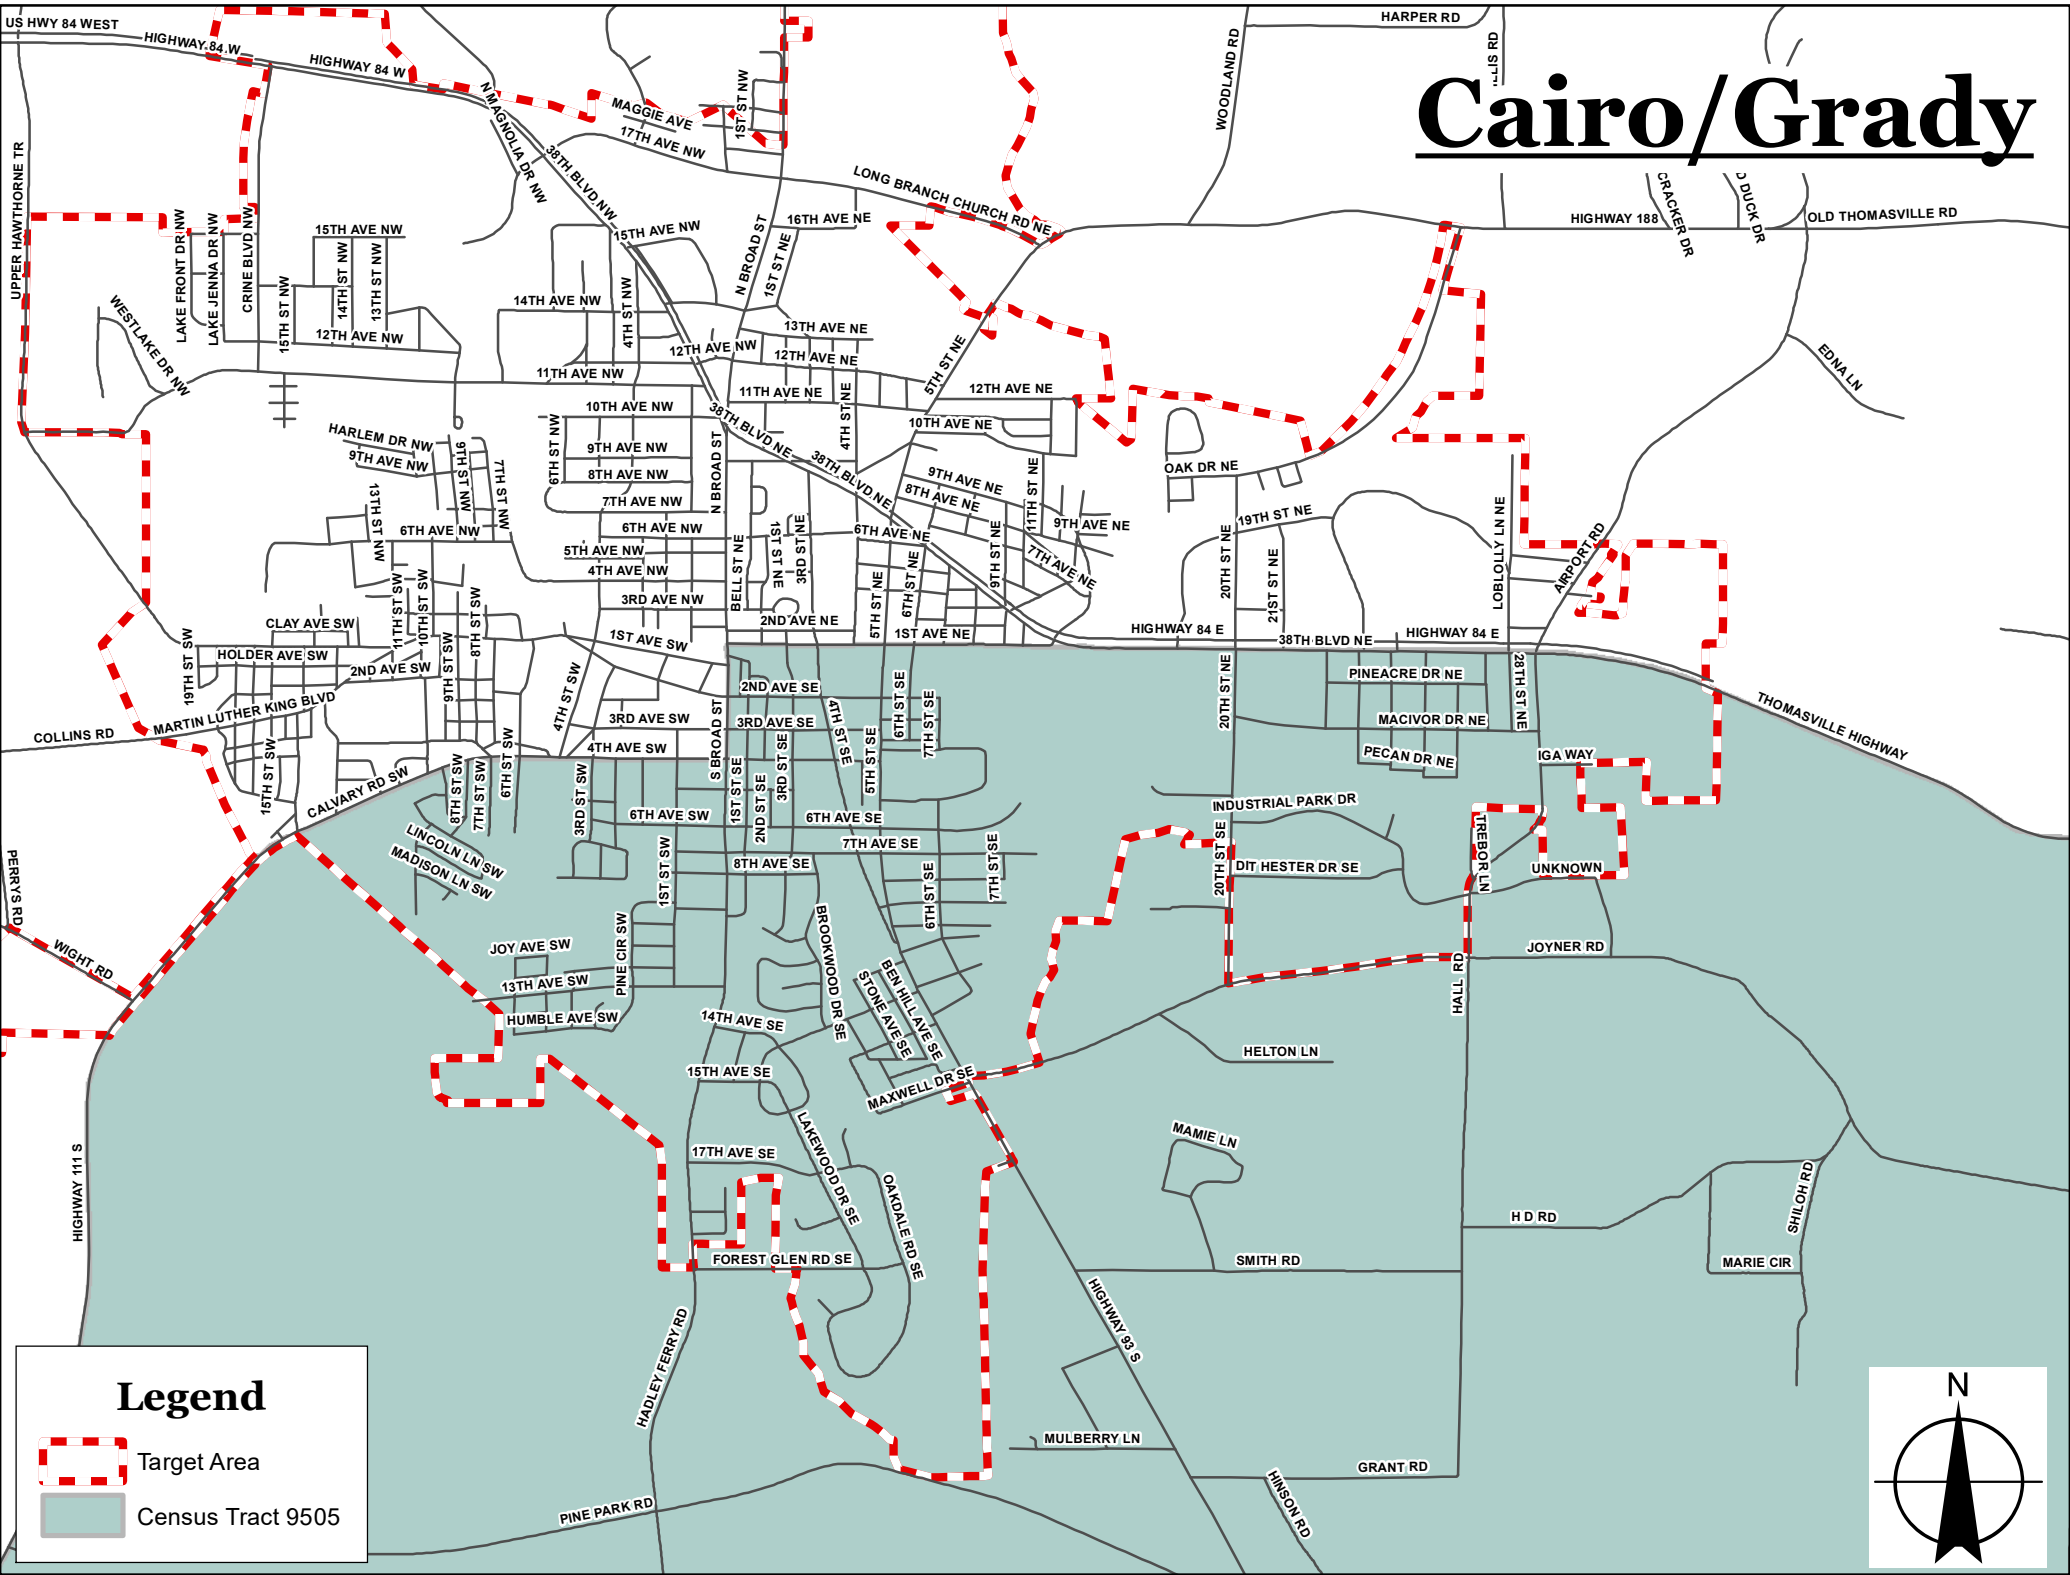 US HWY 84 WEST
HIGHWAY 84 W
HIGHWAY 84 W
HARPER RD
WOODLAND RD
LLIS RD
Cairo/Grady
N MAGNOLIA DR NW
MAGGIE AVE
17TH AVE NW
1ST ST NW
38TH BLVD NW
LONG BRANCH CHURCH RD NE
HIGHWAY 188
CRACKER DR
D DUCK DR
OLD THOMASVILLE RD
UPPER HAWTHORNE TR
LAKE FRONT DR NW
LAKE JENNA DR NW
CRINE BLVD NW
15TH AVE NW
15TH ST NW
14TH ST NW
13TH ST NW
12TH AVE NW
WESTLAKE DR NW
15TH AVE NW
N BROAD ST
16TH AVE NE
1ST ST NE
14TH AVE NW
4TH ST NW
13TH AVE NE
12TH AVE NW
12TH AVE NE
5TH ST NE
11TH AVE NW
11TH AVE NE
4TH ST NE
12TH AVE NE
EDNA LN
10TH AVE NW
38TH BLVD NE
10TH AVE NE
HARLEM DR NW
9TH AVE NW
9TH ST NW
7TH ST NW
6TH ST NW
9TH AVE NW
8TH AVE NW
7TH AVE NW
N BROAD ST
38TH BLVD NE
9TH AVE NE
8TH AVE NE
11TH ST NE
9TH AVE NE
OAK DR NE
19TH ST NE
13TH ST NW
6TH AVE NW
6TH AVE NW
5TH AVE NW
4TH AVE NW
3RD AVE NW
BELL ST NE
1ST ST NE
3RD ST NE
6TH AVE NE
9TH ST NE
7TH AVE NE
5TH ST NE
6TH ST NE
2ND AVE NE
1ST AVE NE
20TH ST NE
21ST ST NE
LOBLOLLY LN NE
AIRPORT RD
HIGHWAY 84 E
38TH BLVD NE
HIGHWAY 84 E
11TH ST SW
10TH ST SW
8TH ST SW
9TH ST SW
CLAY AVE SW
19TH ST SW
HOLDER AVE SW
2ND AVE SW
MARTIN LUTHER KING BLVD
COLLINS RD
1ST AVE SW
4TH ST SW
3RD AVE SW
4TH AVE SW
S BROAD ST
2ND AVE SE
3RD AVE SE
4TH ST SE
6TH ST SE
7TH ST SE
5TH ST SE
3RD ST SE
1ST ST SE
2ND ST SE
20TH ST NE
PINEACRE DR NE
28TH ST NE
MACIVOR DR NE
PECAN DR NE
IGA WAY
THOMASVILLE HIGHWAY
15TH ST SW
CALVARY RD SW
8TH ST SW
7TH ST SW
6TH ST SW
3RD ST SW
6TH AVE SW
6TH AVE SE
7TH AVE SE
8TH AVE SE
INDUSTRIAL PARK DR
LINCOLN LN SW
MADISON LN SW
1ST ST SW
6TH ST SE
7TH ST SE
20TH ST SE
DIT HESTER DR SE
TREBOR LN
UNKNOWN
PERRYS RD
WIGHT RD
JOY AVE SW
PINE CIR SW
13TH AVE SW
HUMBLE AVE SW
BROOKWOOD DR SE
STONE AVE SE
BEN HILL AVE SE
14TH AVE SE
15TH AVE SE
MAXWELL DR SE
JOYNER RD
HALL RD
HELTON LN
HIGHWAY 111 S
17TH AVE SE
LAKEWOOD DR SE
OAKDALE RD SE
FOREST GLEN RD SE
MAMIE LN
SHILOH RD
H D RD
SMITH RD
MARIE CIR
HADLEY FERRY RD
HIGHWAY 93 S
MULBERRY LN
GRANT RD
HINSON RD
PINE PARK RD
Legend
Target Area
Census Tract 9505
N